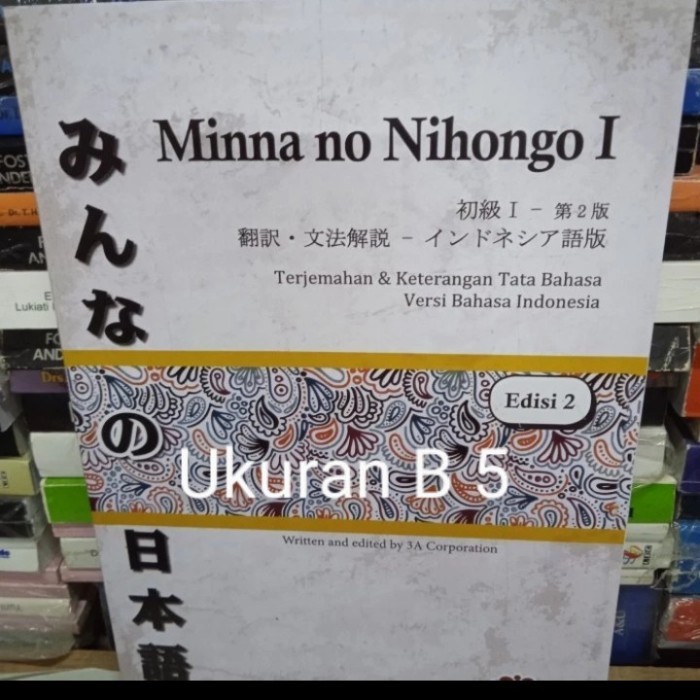 みんなの日本語
Minna no Nihongo I
初級 I - 第2版
翻訳・文法解説 - インドネシア語版
Terjemahan & Keterangan Tata Bahasa
Versi Bahasa Indonesia
Edisi 2
Ukuran B 5
Written and edited by 3A Corporation
Lukiati